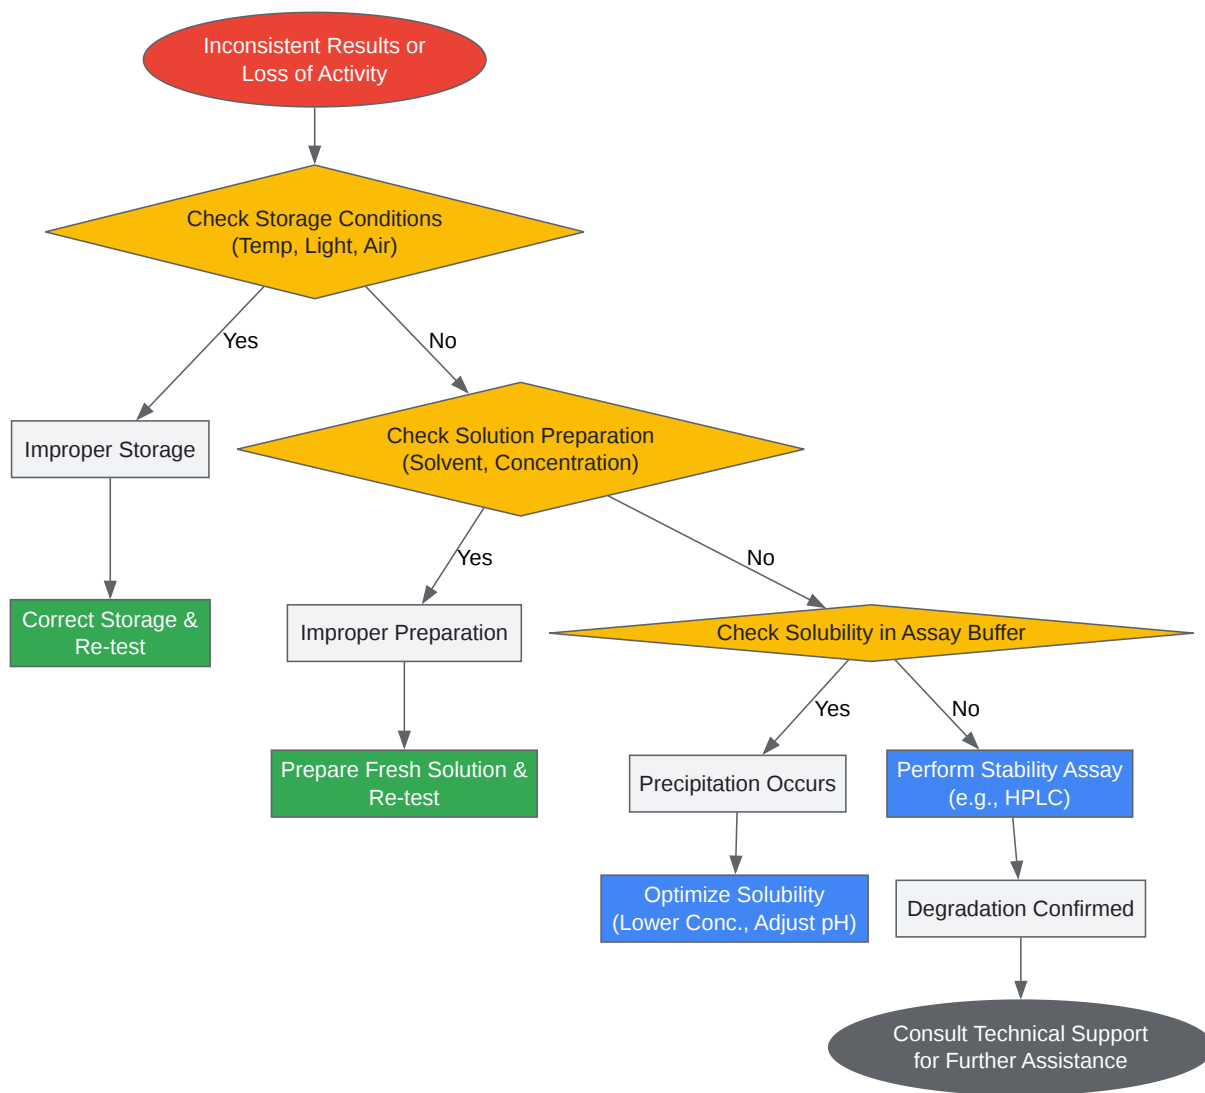 Inconsistent Results or
Loss of Activity
Check Storage Conditions
(Temp, Light, Air)
Yes
No
Improper Storage
Check Solution Preparation
(Solvent, Concentration)
Correct Storage &
Re-test
Yes
No
Improper Preparation
Check Solubility in Assay Buffer
Prepare Fresh Solution &
Re-test
Yes
No
Precipitation Occurs
Perform Stability Assay
(e.g., HPLC)
Optimize Solubility
(Lower Conc., Adjust pH)
Degradation Confirmed
Consult Technical Support
for Further Assistance